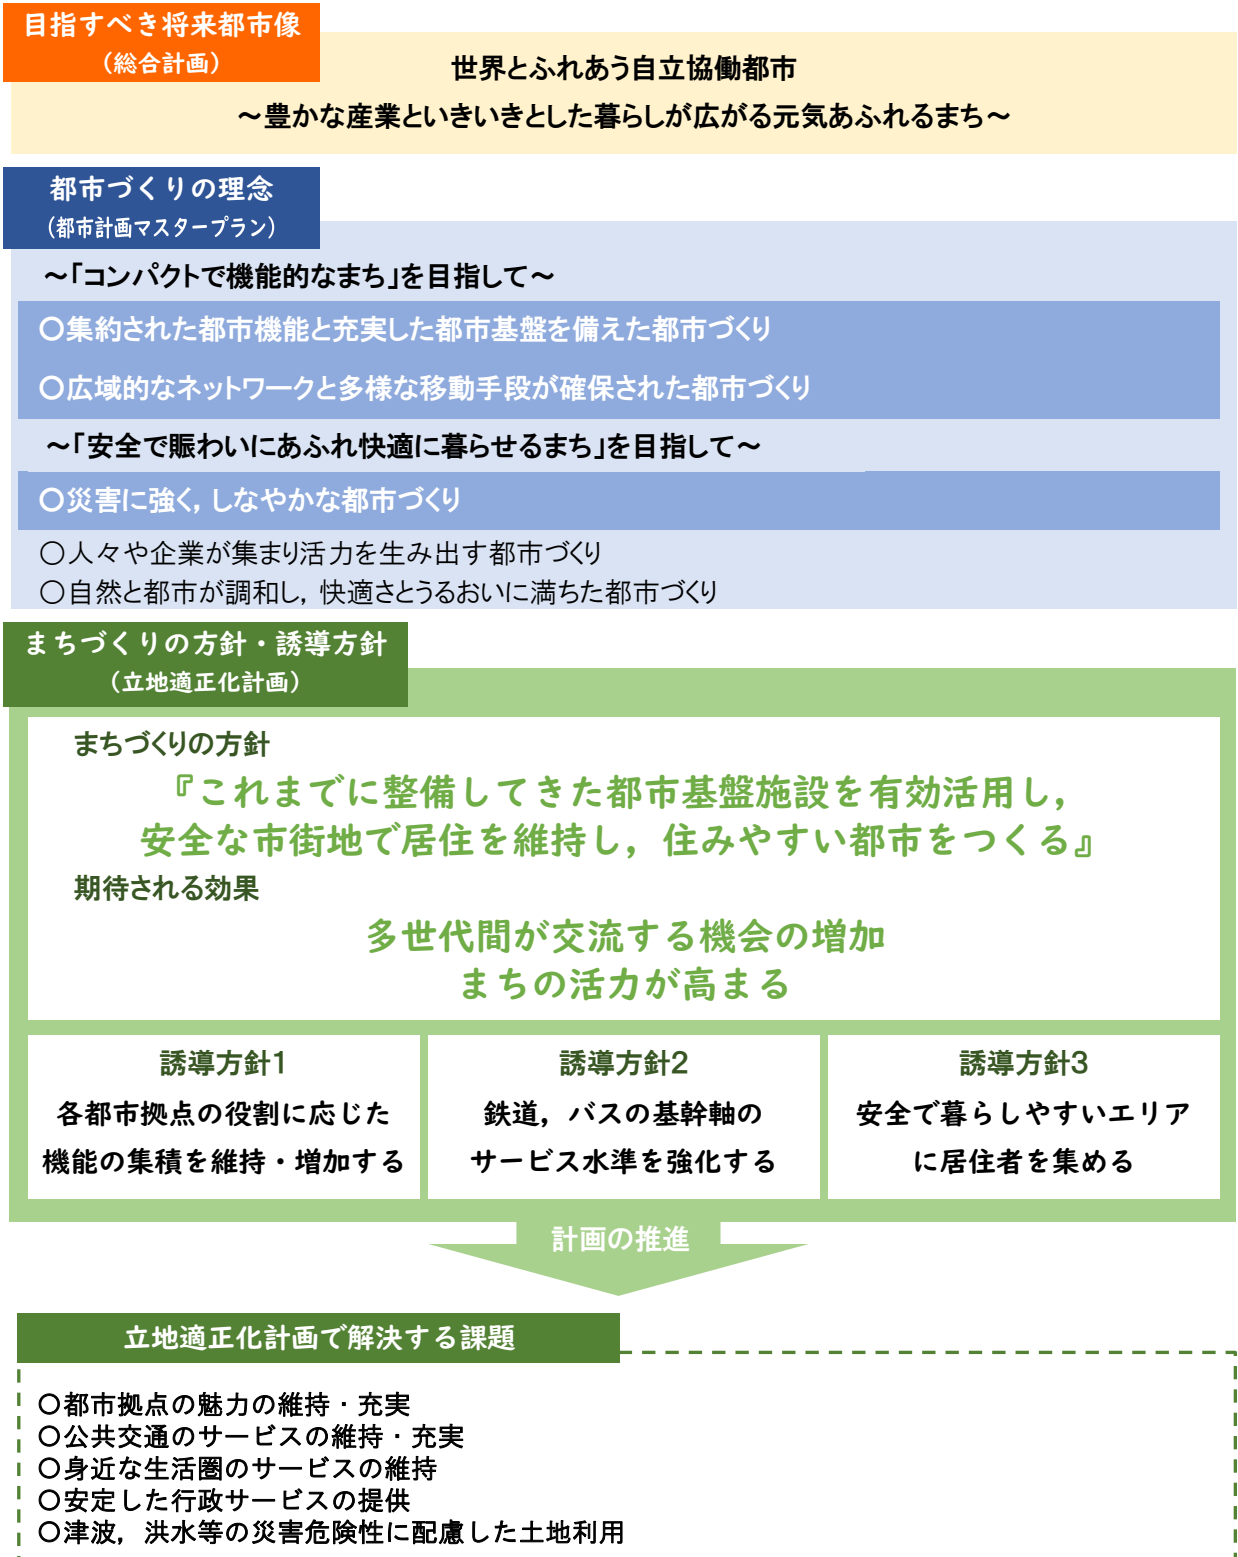 目指すべき将来都市像
（総合計画）
世界とふれあう自立協働都市
～豊かな産業といきいきとした暮らしが広がる元気あふれるまち～
都市づくりの理念
（都市計画マスタープラン）
～「コンパクトで機能的なまち」を目指して～
〇集約された都市機能と充実した都市基盤を備えた都市づくり
〇広域的なネットワークと多様な移動手段が確保された都市づくり
～「安全で賑わいにあふれ快適に暮らせるまち」を目指して～
〇災害に強く，しなやかな都市づくり
〇人々や企業が集まり活力を生み出す都市づくり
〇自然と都市が調和し，快適さとうるおいに満ちた都市づくり
まちづくりの方針・誘導方針
（立地適正化計画）
まちづくりの方針
『これまでに整備してきた都市基盤施設を有効活用し，
安全な市街地で居住を維持し，住みやすい都市をつくる』
期待される効果
多世代間が交流する機会の増加
まちの活力が高まる
誘導方針1
各都市拠点の役割に応じた
機能の集積を維持・増加する
誘導方針2
鉄道，バスの基幹軸の
サービス水準を強化する
誘導方針3
安全で暮らしやすいエリア
に居住者を集める
計画の推進
立地適正化計画で解決する課題
〇都市拠点の魅力の維持・充実
〇公共交通のサービスの維持・充実
〇身近な生活圏のサービスの維持
〇安定した行政サービスの提供
〇津波，洪水等の災害危険性に配慮した土地利用